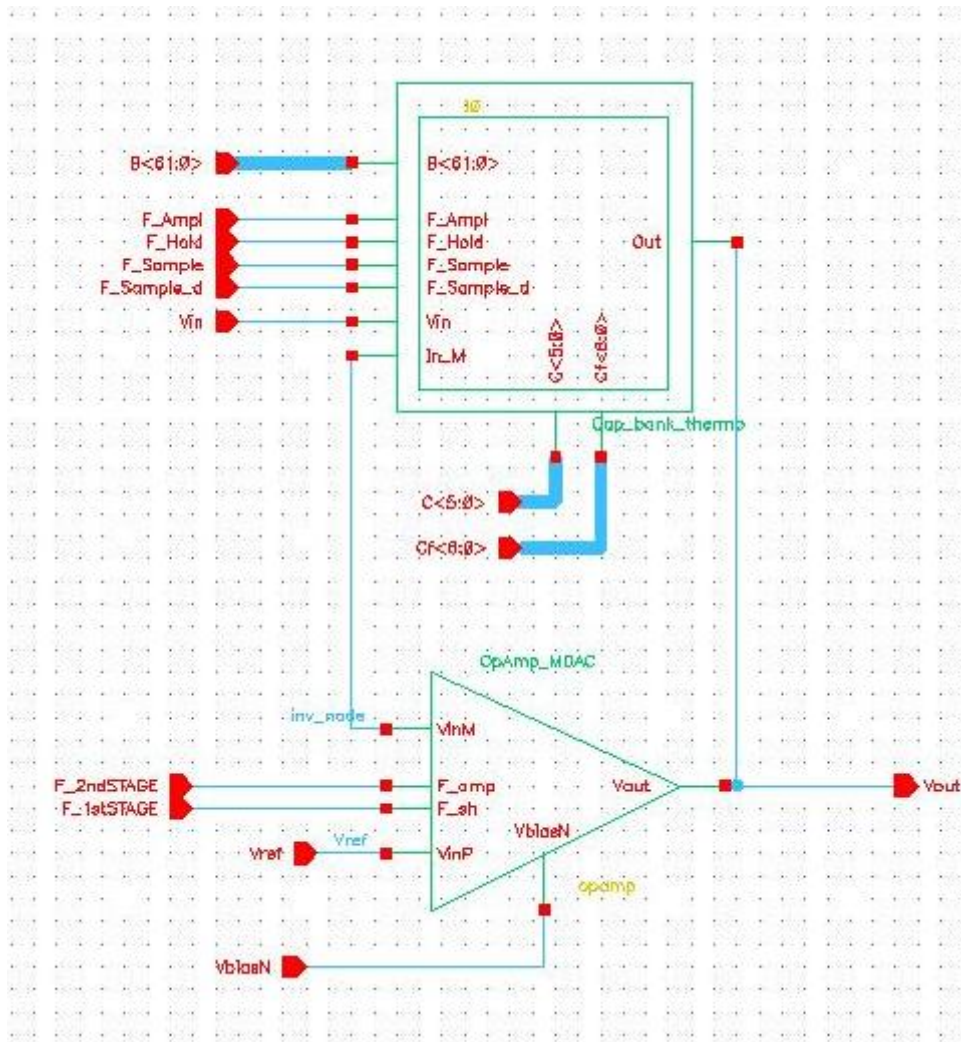 I0
B<61:0>
B<61:0>
F_Ampl
F_Ampl
F_Hold
F_Hold
Out
F_Sample
F_Sample
F_Sample_d
F_Sample_d
Vin
Vin
In_M
C<5:0>
Cf<6:0>
Cap_bank_thermo
C<5:0>
Cf<6:0>
OpAmp_MDAC
inv_node
VinM
F_2ndSTAGE
F_amp
Vout
Vout
F_1stSTAGE
F_sh
VbiasN
Vref
Vref
VinP
opamp
VbiasN